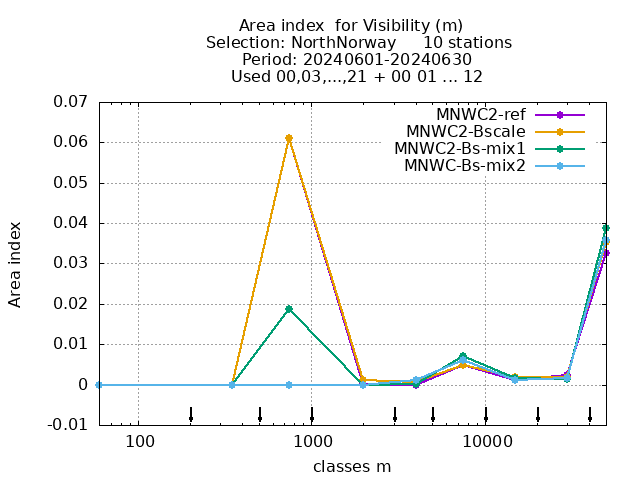 Area index  for Visibility (m)
Selection: NorthNorway     10 stations
Period: 20240601-20240630
Used 00,03,...,21 + 00 01 ... 12
MNWC2-ref
MNWC2-Bscale
MNWC2-Bs-mix1
MNWC-Bs-mix2
0.07
0.06
0.05
0.04
0.03
0.02
0.01
0
-0.01
Area index
100
1000
10000
classes m